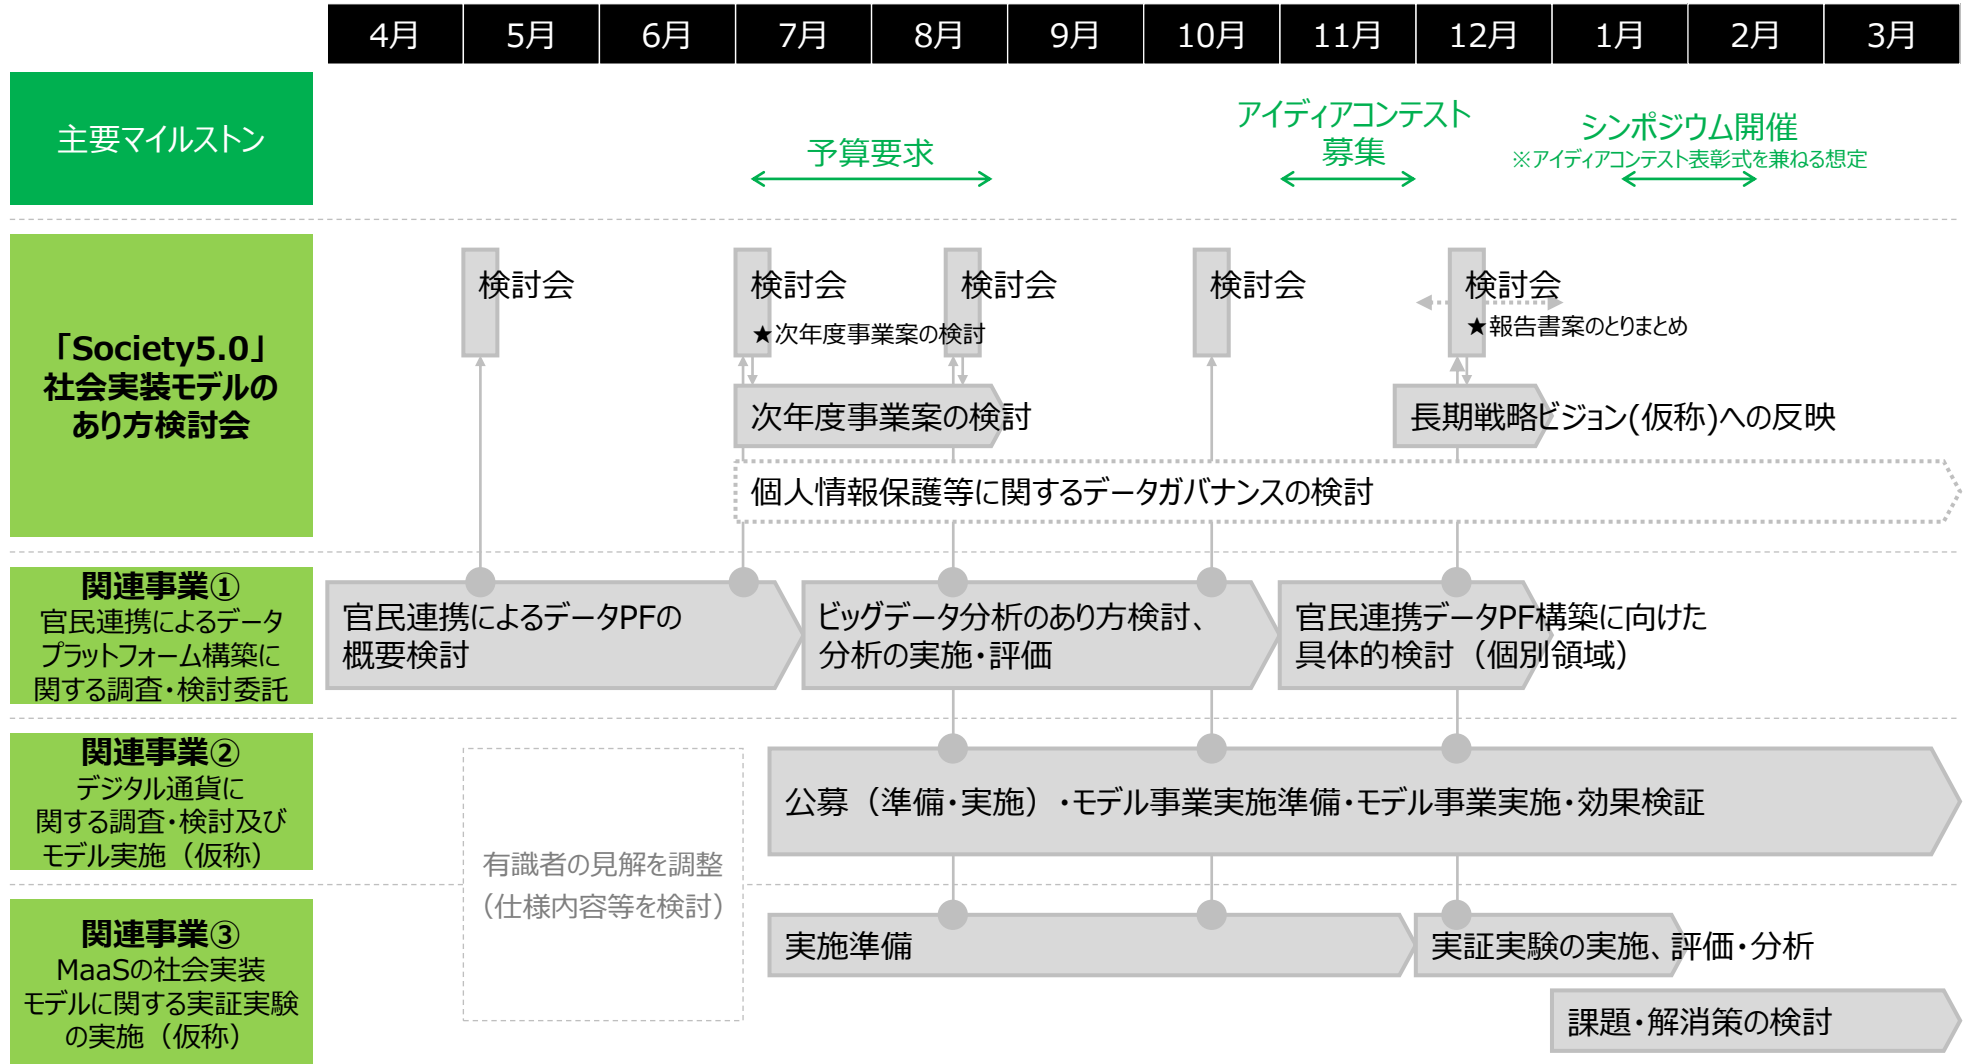 4月 5月 6月 7月 8月 9月 10月 11月 12月 1月 2月 3月
主要マイルストン
予算要求
アイディアコンテスト
募集
シンポジウム開催
※アイディアコンテスト表彰式を兼ねる想定
「Society5.0」
社会実装モデルの
あり方検討会
検討会
検討会
★次年度事業案の検討
検討会
検討会
検討会
★報告書案のとりまとめ
次年度事業案の検討
長期戦略ビジョン(仮称)への反映
個人情報保護等に関するデータガバナンスの検討
関連事業①
官民連携によるデータ
プラットフォーム構築に
関する調査・検討委託
官民連携によるデータPFの
概要検討
ビッグデータ分析のあり方検討、
分析の実施・評価
官民連携データPF構築に向けた
具体的検討（個別領域）
関連事業②
デジタル通貨に
関する調査・検討及び
モデル実施（仮称）
有識者の見解を調整
（仕様内容等を検討）
公募（準備・実施）・モデル事業実施準備・モデル事業実施・効果検証
関連事業③
MaaSの社会実装
モデルに関する実証実験
の実施（仮称）
実施準備
実証実験の実施、評価・分析
課題・解消策の検討